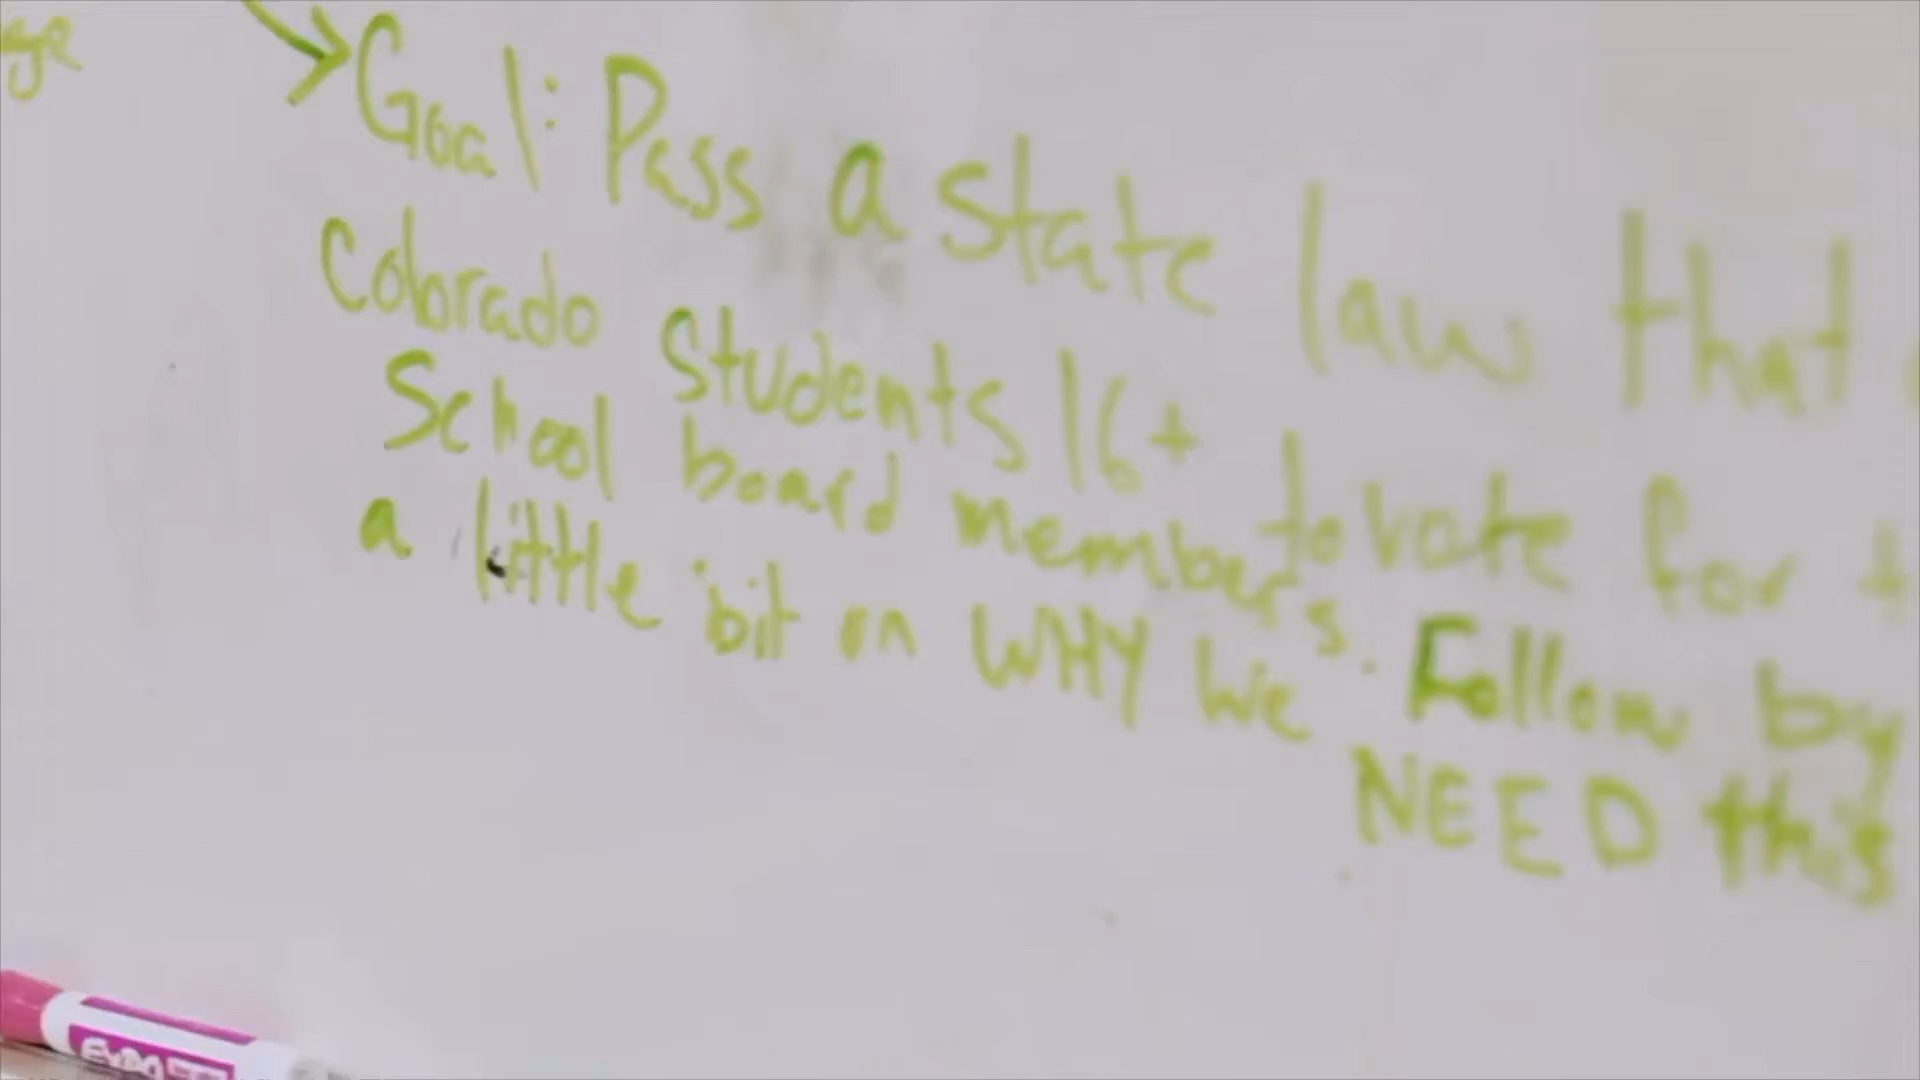 Goal: Pass a state law that
Colorado Students 16+ to vote for
School board members. Follow by
a little bit on WHY we NEED this
EXPO